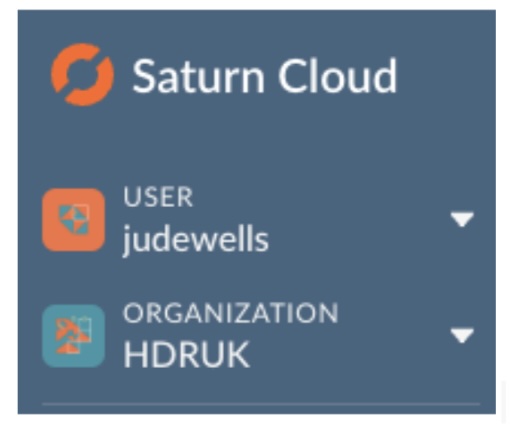 Saturn Cloud
USER
judewells
ORGANIZATION
HDRUK